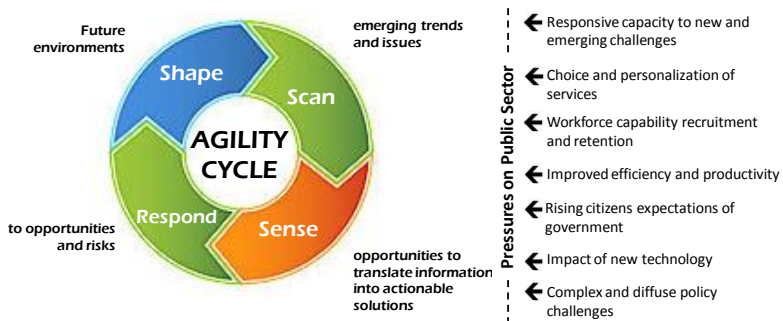 Future
environments
Shape
emerging trends
and issues
Scan
AGILITY
CYCLE
Respond
to opportunities
and risks
Sense
opportunities to
translate information
into actionable
solutions
Pressures on Public Sector
Responsive capacity to new and
emerging challenges
Choice and personalization of
services
Workforce capability recruitment
and retention
Improved efficiency and productivity
Rising citizens expectations of
government
Impact of new technology
Complex and diffuse policy
challenges